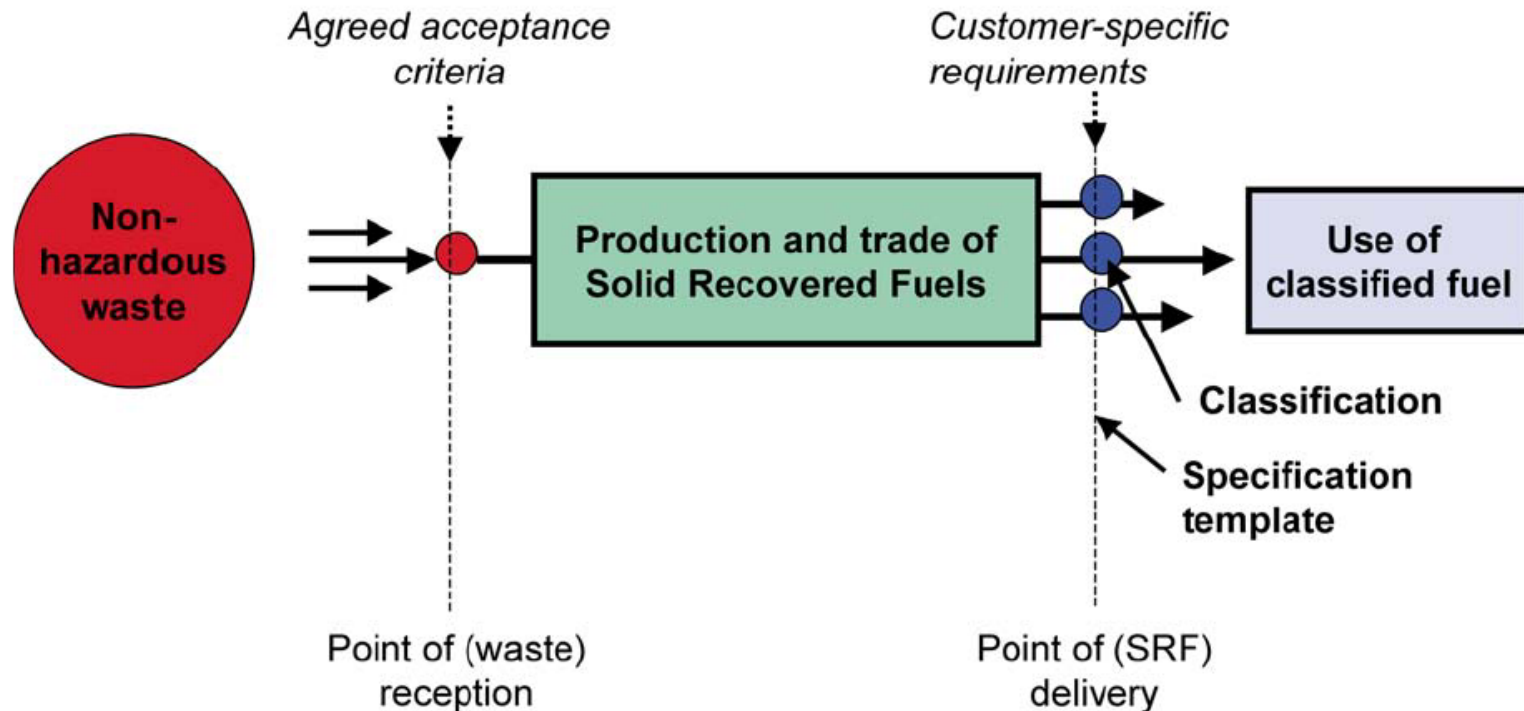 Agreed acceptance
criteria
Customer-specific
requirements
Non-
hazardous
waste
Production and trade of
Solid Recovered Fuels
Use of
classified fuel
Classification
Specification
template
Point of (waste)
reception
Point of (SRF)
delivery